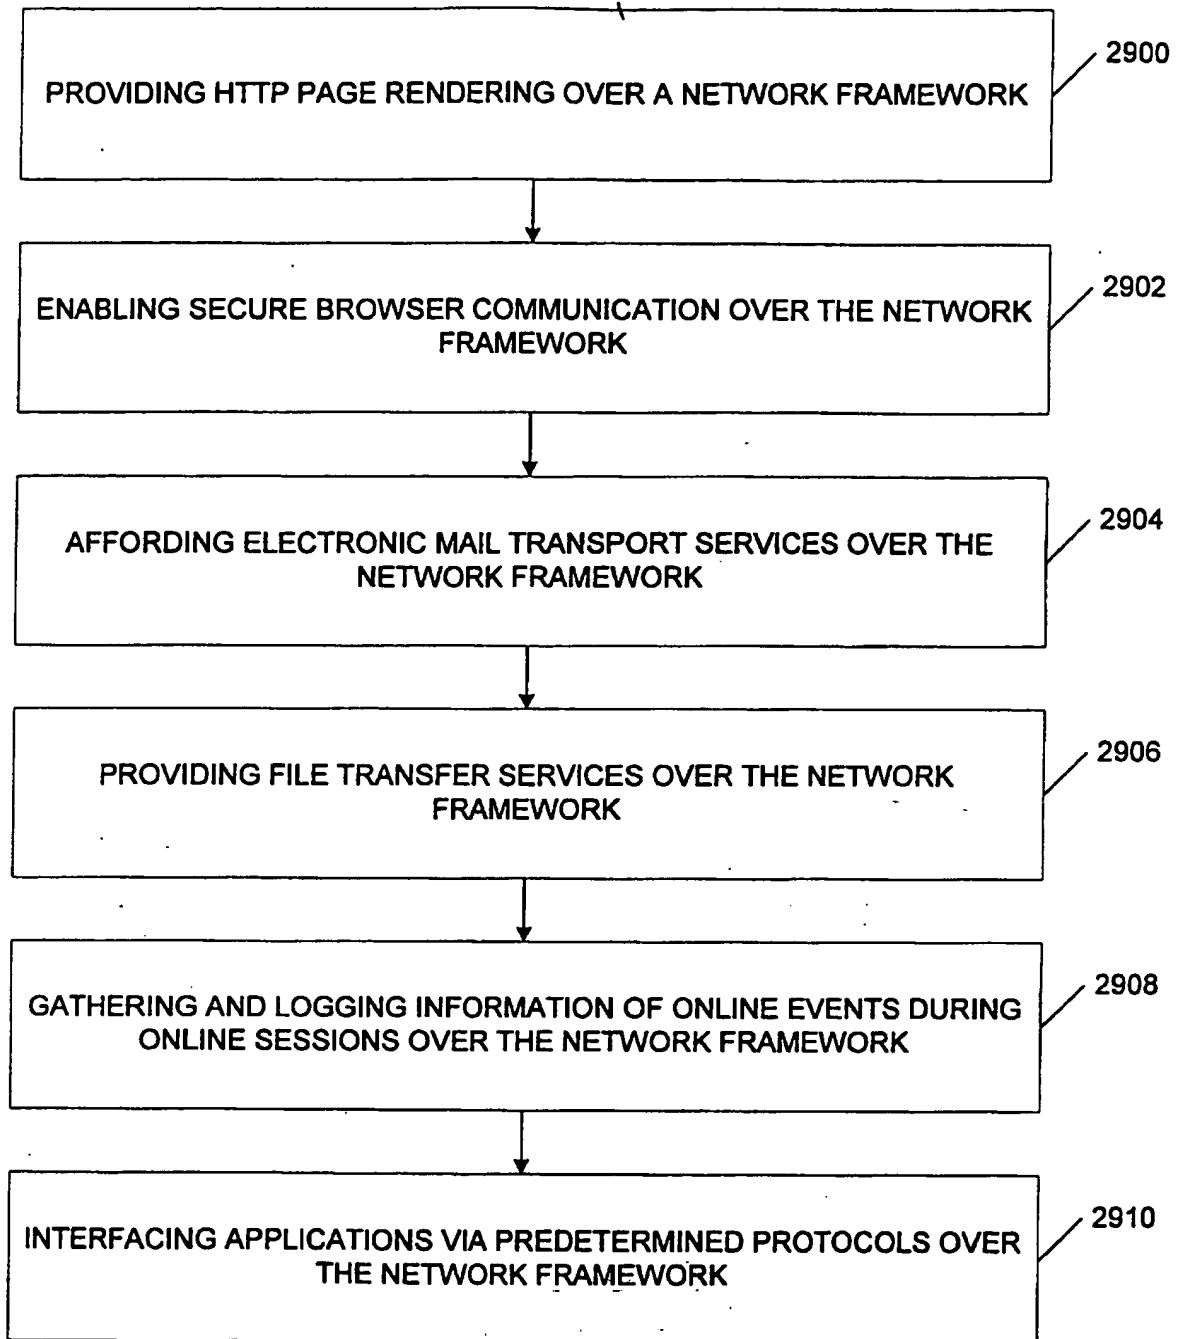 PROVIDING HTTP PAGE RENDERING OVER A NETWORK FRAMEWORK
2900
ENABLING SECURE BROWSER COMMUNICATION OVER THE NETWORK
FRAMEWORK
2902
AFFORDING ELECTRONIC MAIL TRANSPORT SERVICES OVER THE
NETWORK FRAMEWORK
2904
PROVIDING FILE TRANSFER SERVICES OVER THE NETWORK
FRAMEWORK
2906
GATHERING AND LOGGING INFORMATION OF ONLINE EVENTS DURING
ONLINE SESSIONS OVER THE NETWORK FRAMEWORK
2908
INTERFACING APPLICATIONS VIA PREDETERMINED PROTOCOLS OVER
THE NETWORK FRAMEWORK
2910